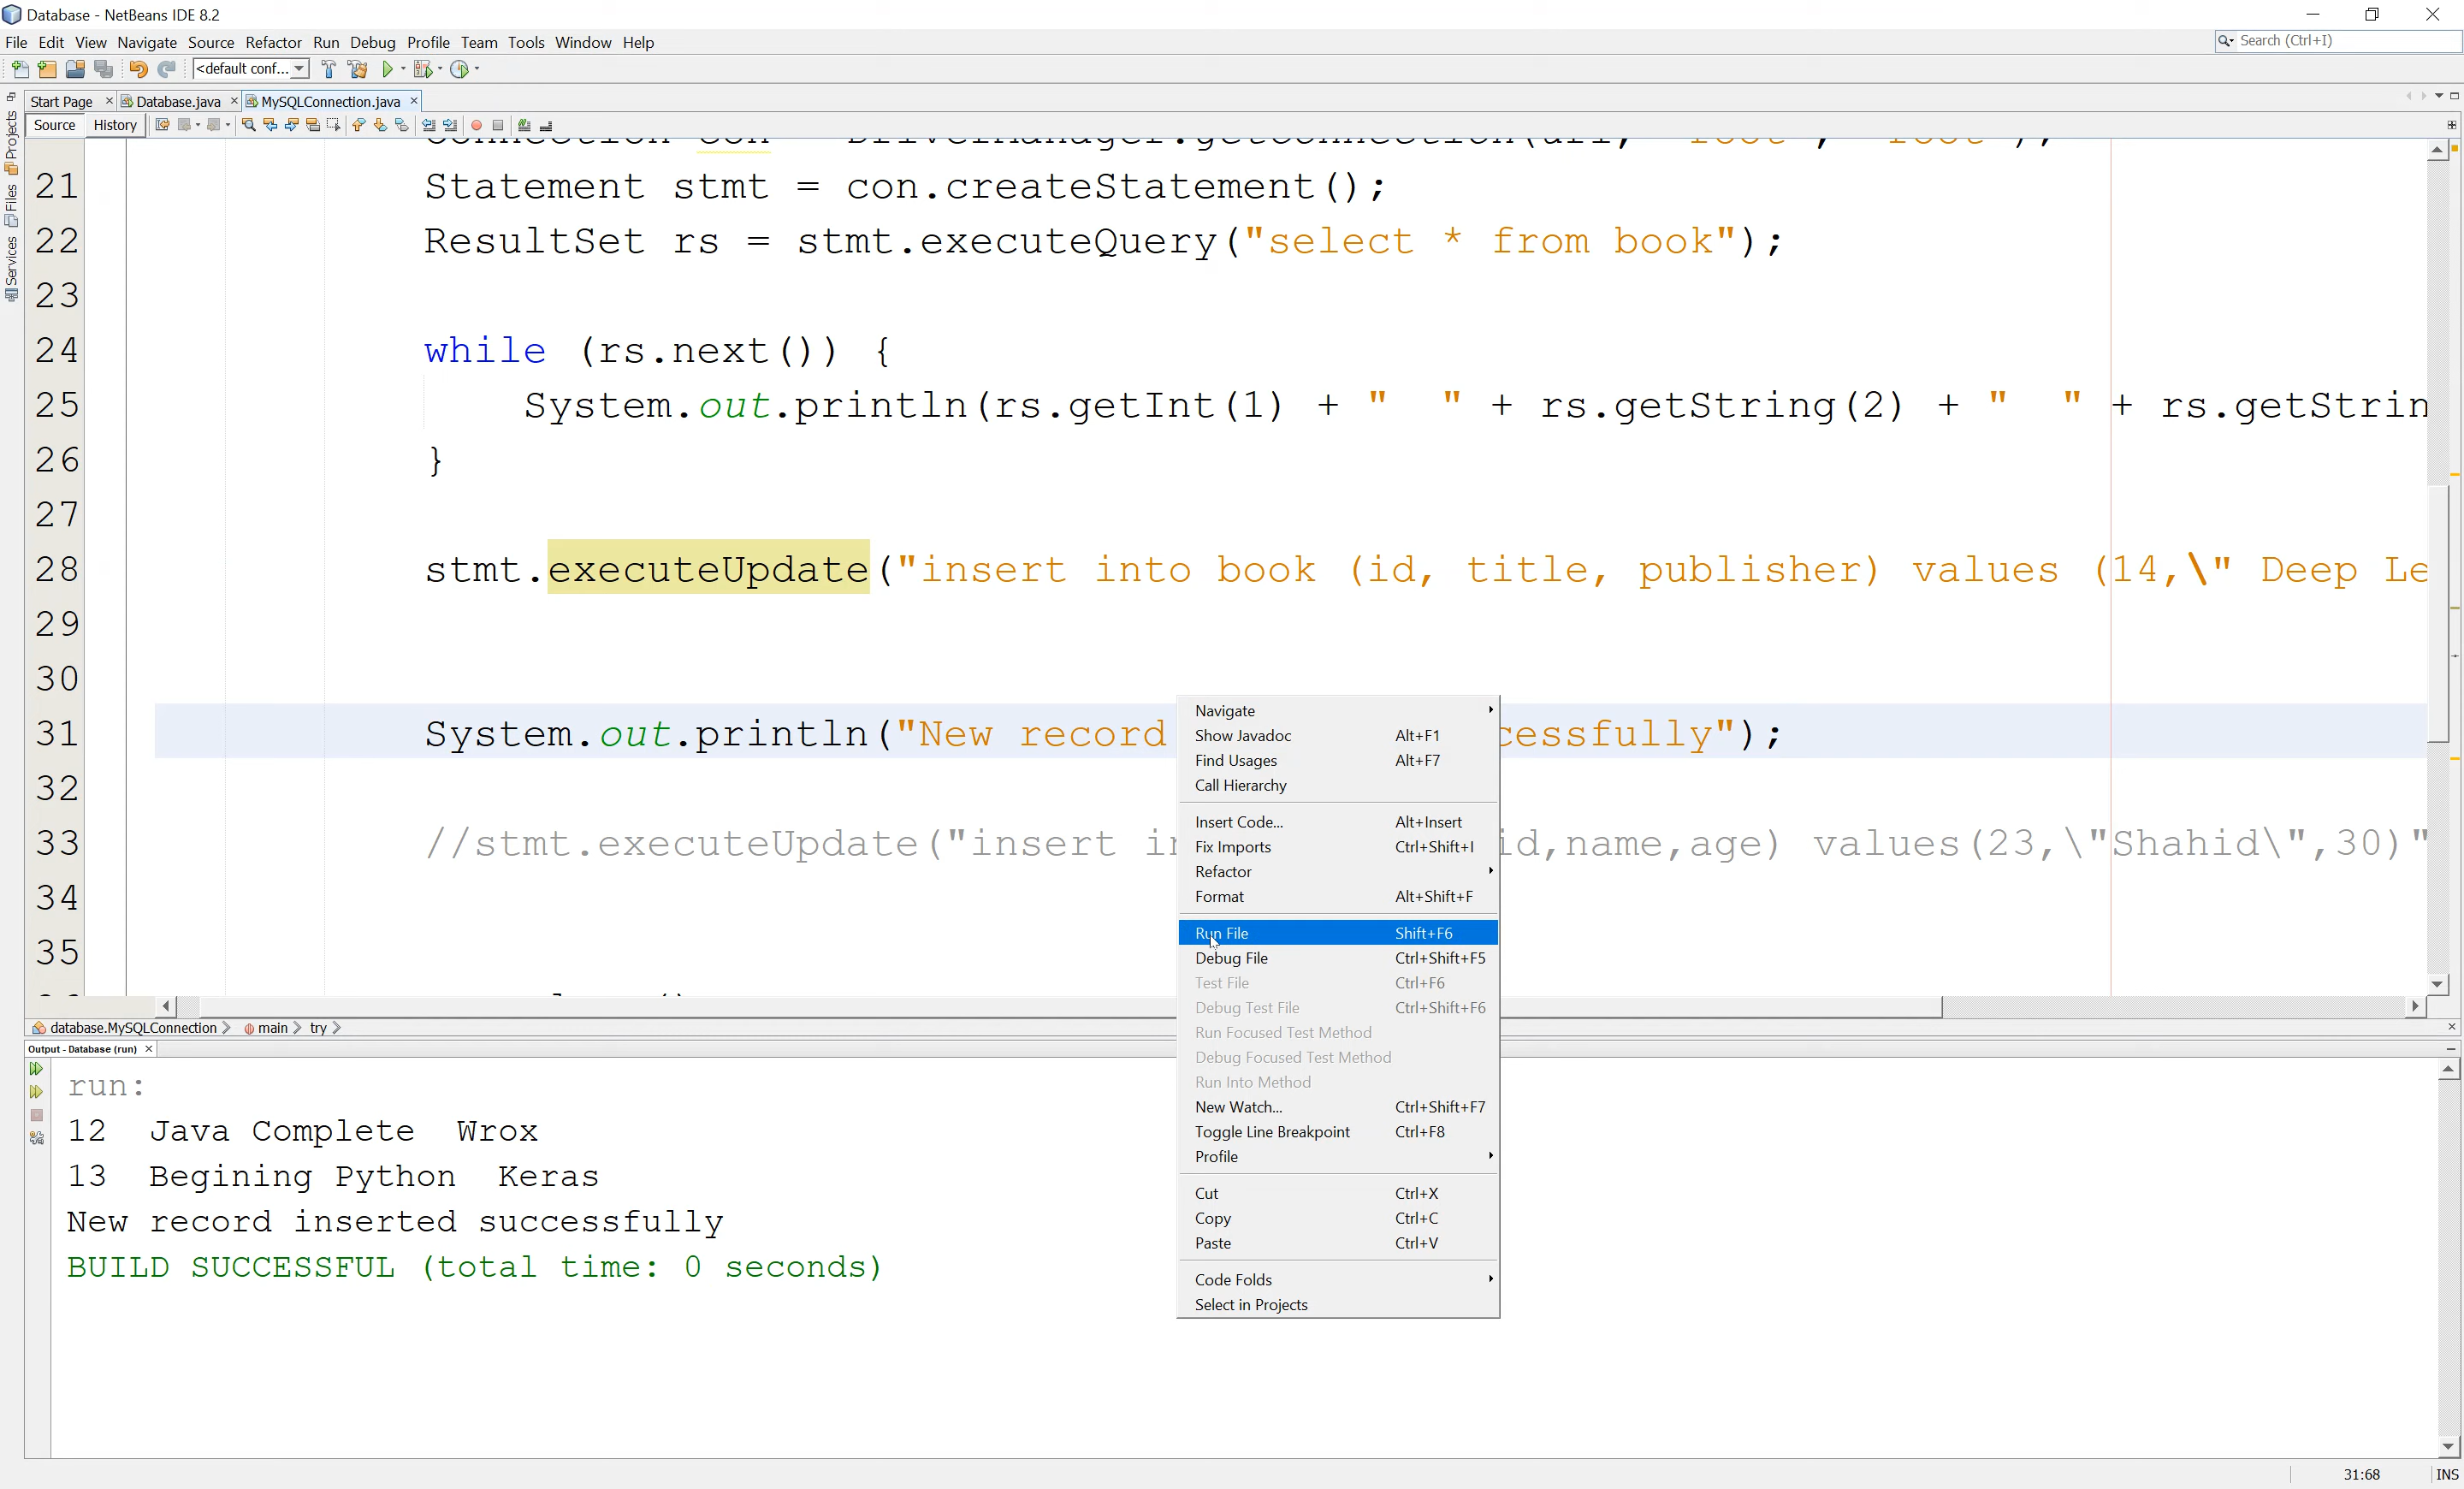 Database - NetBeans IDE 8.2
File Edit View Navigate Source Refactor Run Debug Profile Team Tools Window Help
Search (Ctrl+I)
<default conf...
Start Page Database.java MySQLConnection.java
Source History
Projects
Files
Services
21 Statement stmt = con.createStatement();
22 ResultSet rs = stmt.executeQuery("select * from book");
23
24 while (rs.next()) {
25 System.out.println(rs.getInt(1) + "  " + rs.getString(2) + "  " + rs.getStrin
26 }
27
28 stmt.executeUpdate("insert into book (id, title, publisher) values (14,\" Deep Le
29
30
31 System.out.println("New record cessfully");
32
33 //stmt.executeUpdate("insert in id,name,age) values(23,\"Shahid\",30)"
34
35
Navigate
Show Javadoc Alt+F1
Find Usages Alt+F7
Call Hierarchy
Insert Code... Alt+Insert
Fix Imports Ctrl+Shift+I
Refactor
Format Alt+Shift+F
Run File Shift+F6
Debug File Ctrl+Shift+F5
Test File Ctrl+F6
Debug Test File Ctrl+Shift+F6
Run Focused Test Method
Debug Focused Test Method
Run Into Method
New Watch... Ctrl+Shift+F7
Toggle Line Breakpoint Ctrl+F8
Profile
Cut Ctrl+X
Copy Ctrl+C
Paste Ctrl+V
Code Folds
Select in Projects
database.MySQLConnection main try
Output - Database (run)
run:
12  Java Complete  Wrox
13  Begining Python  Keras
New record inserted successfully
BUILD SUCCESSFUL (total time: 0 seconds)
31:68 INS